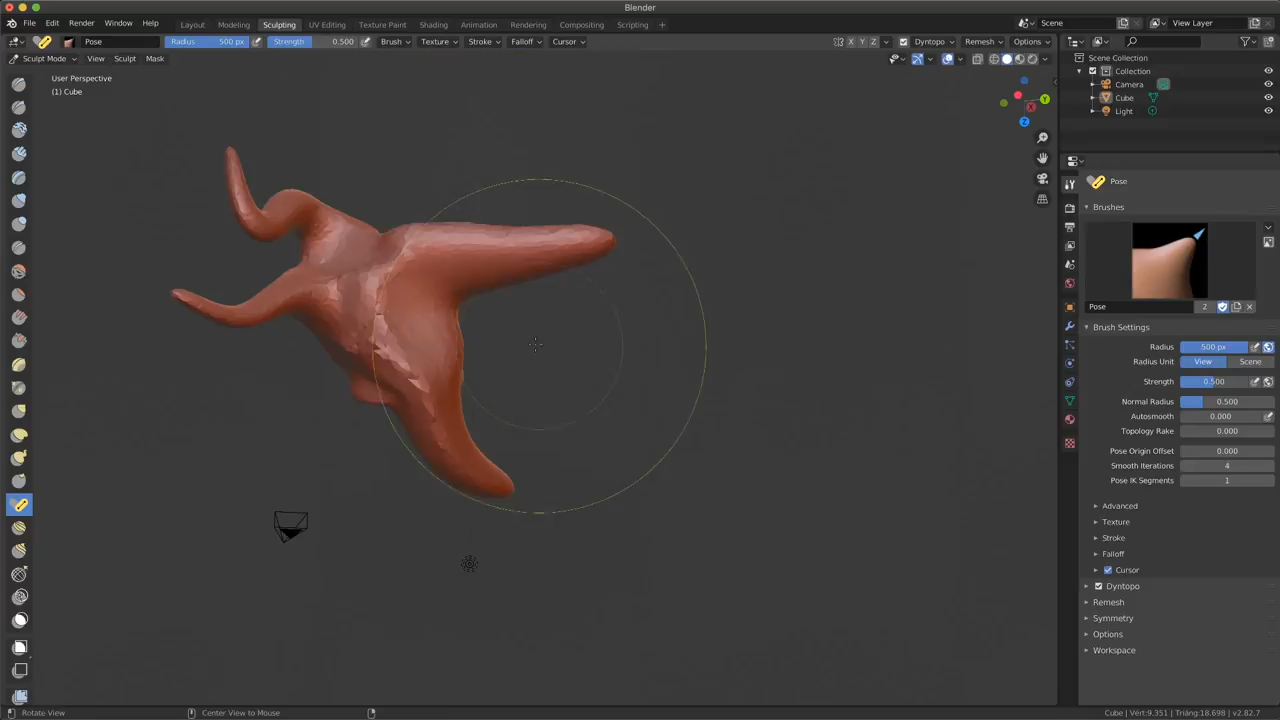 Blender
File Edit Render Window Help Layout Modeling Sculpting UV Editing Texture Paint Shading Animation Rendering Compositing Scripting + Scene View Layer
Pose Radius 500 px Strength 0.500 Brush Texture Stroke Falloff Cursor X Y Z Dyntopo Remesh Options
Sculpt Mode View Sculpt Mask
User Perspective
(1) Cube
Y
X
Z
Scene Collection
Collection
Camera
Cube
Light
Pose
Brushes
Pose 2
Brush Settings
Radius 500 px
Radius Unit View Scene
Strength 0.500
Normal Radius 0.500
Autosmooth 0.000
Topology Rake 0.000
Pose Origin Offset 0.000
Smooth Iterations 4
Pose IK Segments 1
Advanced
Texture
Stroke
Falloff
Cursor
Dyntopo
Remesh
Symmetry
Options
Workspace
Rotate View Center View to Mouse Cube | Vert:9.351 | Triäng:18.698 | v2.82.7